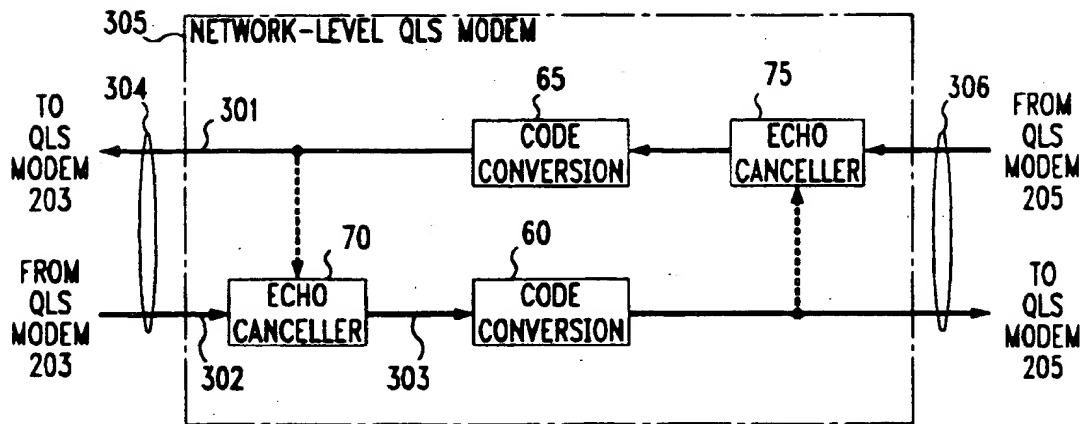 305
NETWORK-LEVEL QLS MODEM
304
301
65
75
306
TO
QLS
MODEM
203
CODE
CONVERSION
ECHO
CANCELLER
FROM
QLS
MODEM
205
70
60
FROM
QLS
MODEM
203
ECHO
CANCELLER
CODE
CONVERSION
TO
QLS
MODEM
205
302
303